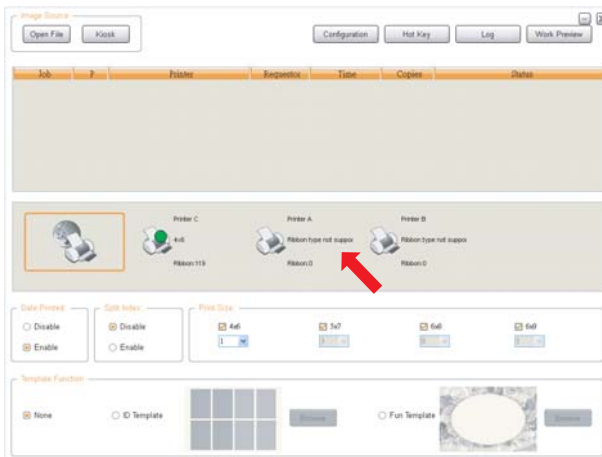 Image Source
Open File Kiosk Configuration Hot Key Log Work Preview
Job P Printer Requestor Time Copies Status
Printer C Printer A Printer B
4x6 Ribbon type not suppor Ribbon type not suppor
Ribbon:119 Ribbon:0 Ribbon:0
Date Printed Split Index Print Size
Disable Disable 4x6 5x7 6x8 6x9
1
Enable Enable
Template Function
None ID Template Browse Fun Template Browse